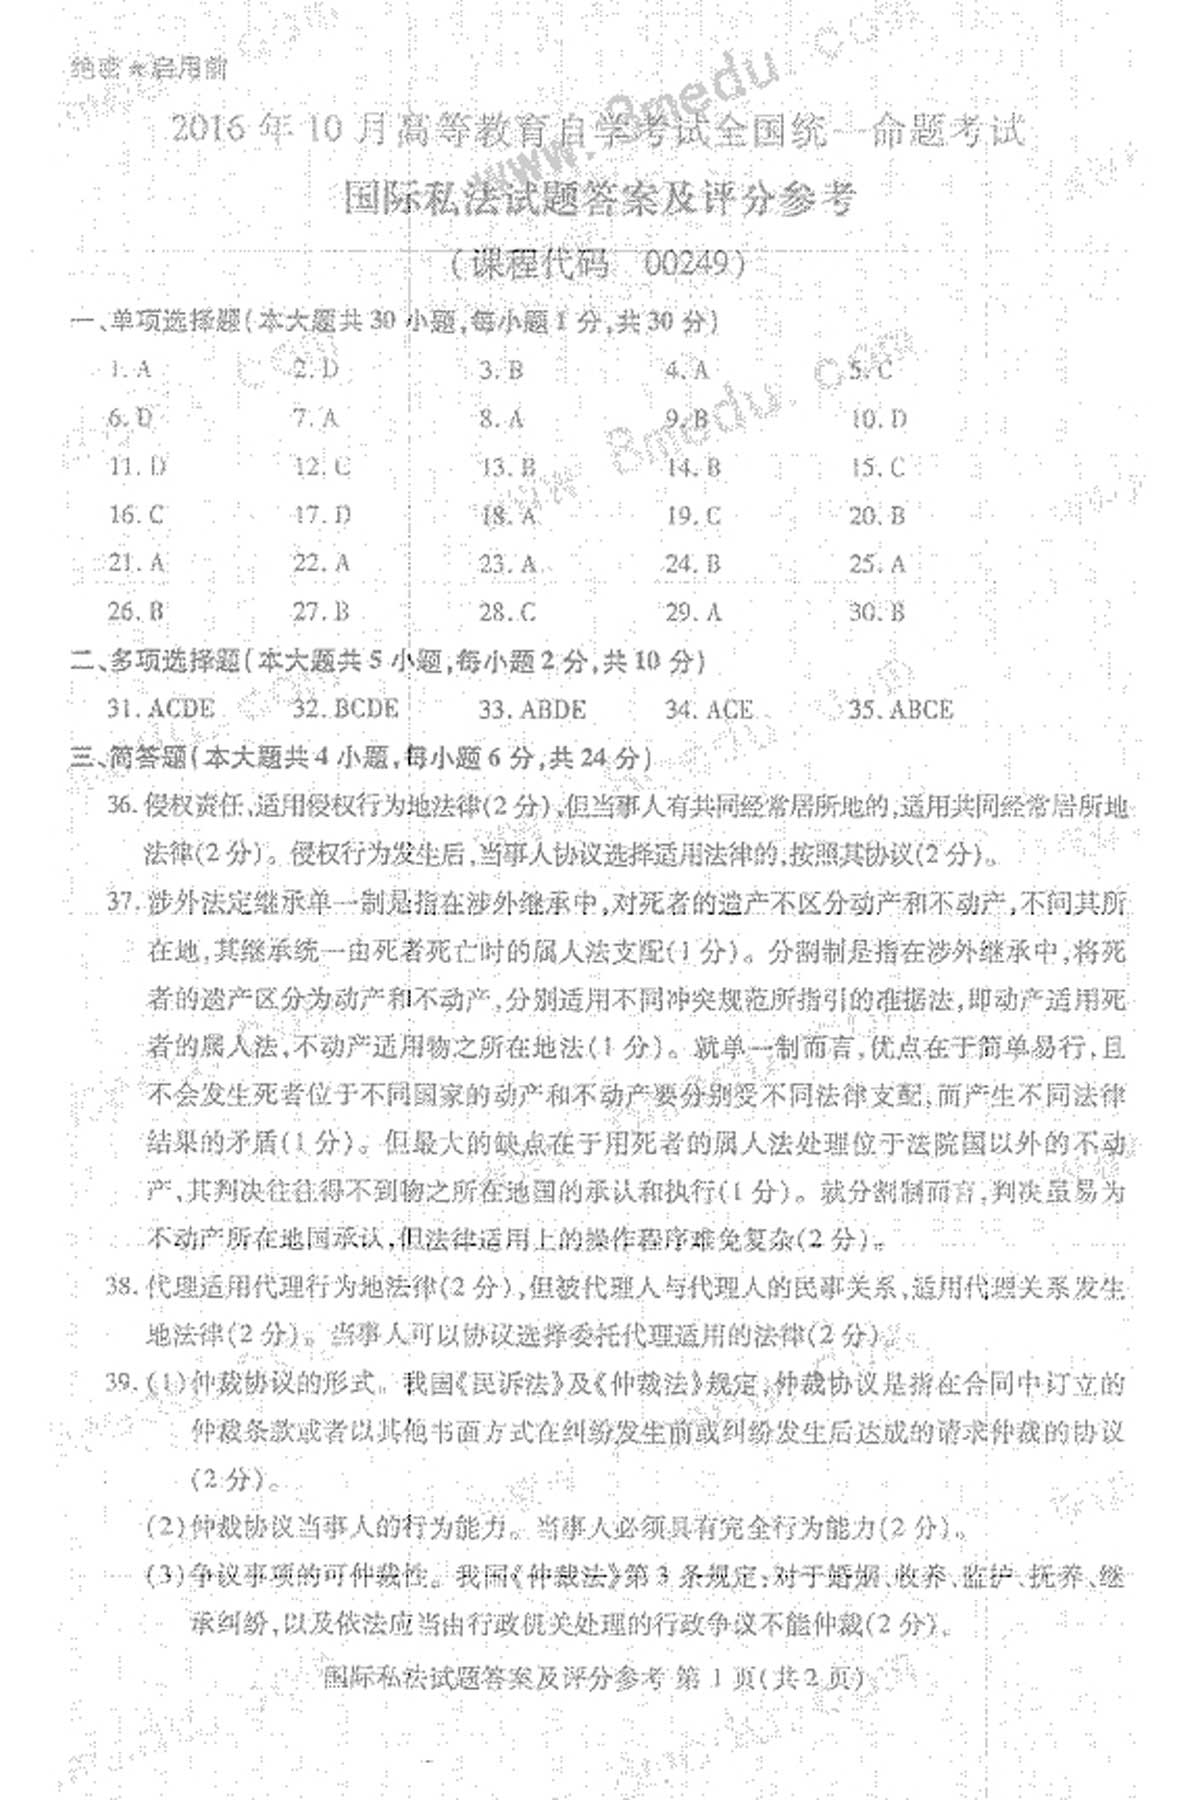 绝密★启用前
2016 年 10 月高等教育自学考试全国统一命题考试
国际私法试题答案及评分参考
(课程代码 00249)
一、单项选择题(本大题共 30 小题,每小题 1 分,共 30 分)
1. A 2. D 3. B 4. A 5. C
6. D 7. A 8. A 9. B 10. D
11. D 12. C 13. B 14. B 15. C
16. C 17. D 18. A 19. C 20. B
21. A 22. A 23. A 24. B 25. A
26. B 27. B 28. C 29. A 30. B
二、多项选择题(本大题共 5 小题,每小题 2 分,共 10 分)
31. ACDE 32. BCDE 33. ABDE 34. ACE 35. ABCE
三、简答题(本大题共 4 小题,每小题 6 分,共 24 分)
36. 侵权责任,适用侵权行为地法律(2 分),但当事人有共同经常居所地的,适用共同经常居所地
法律(2 分)。侵权行为发生后,当事人协议选择适用法律的,按照其协议(2 分)。
37. 涉外法定继承单一制是指在涉外继承中,对死者的遗产不区分动产和不动产,不问其所
在地,其继承统一由死者死亡时的属人法支配(1 分)。分割制是指在涉外继承中,将死
者的遗产区分为动产和不动产,分别适用不同冲突规范所指引的准据法,即动产适用死
者的属人法,不动产适用物之所在地法(1 分)。就单一制而言,优点在于简单易行,且
不会发生死者位于不同国家的动产和不动产要分别受不同法律支配,而产生不同法律
结果的矛盾(1 分)。但最大的缺点在于用死者的属人法处理位于法院国以外的不动
产,其判决往往得不到物之所在地国的承认和执行(1 分)。就分割制而言,判决虽易为
不动产所在地国承认,但法律适用上的操作程序难免复杂(2 分)。
38. 代理适用代理行为地法律(2 分),但被代理人与代理人的民事关系,适用代理关系发生
地法律(2 分)。当事人可以协议选择委托代理适用的法律(2 分)。
39. (1)仲裁协议的形式。我国《民诉法》及《仲裁法》规定,仲裁协议是指在合同中订立的
仲裁条款或者以其他书面方式在纠纷发生前或纠纷发生后达成的请求仲裁的协议
(2 分)。
(2)仲裁协议当事人的行为能力。当事人必须具有完全行为能力(2 分)。
(3)争议事项的可仲裁性。我国《仲裁法》第 3 条规定:对于婚姻、收养、监护、抚养、继
承纠纷,以及依法应当由行政机关处理的行政争议不能仲裁(2 分)。
国际私法试题答案及评分参考 第 1 页(共 2 页)